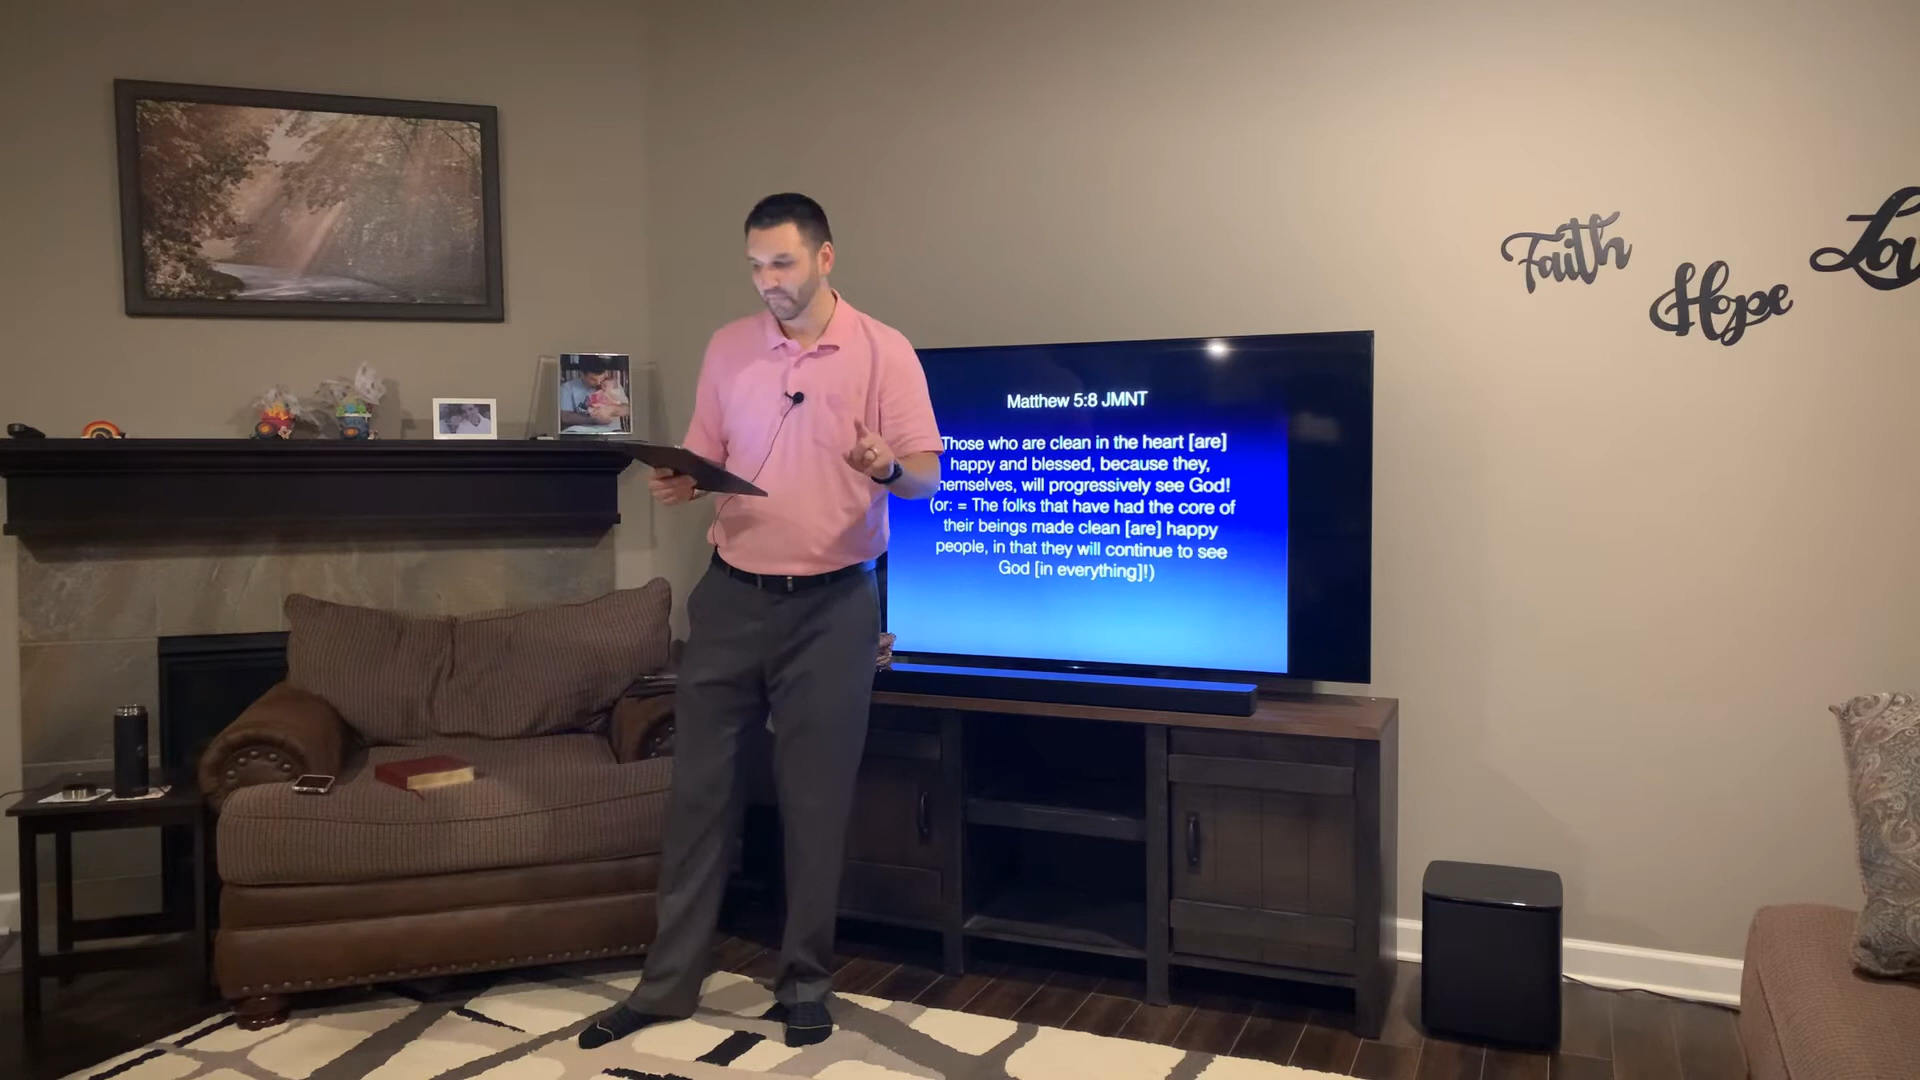 Matthew 5:8 JMNT
Those who are clean in the heart [are]
happy and blessed, because they,
hemselves, will progressively see God!
(or: = The folks that have had the core of
their beings made clean [are] happy
people, in that they will continue to see
God [in everything]!)
Faith
Hope
Lov